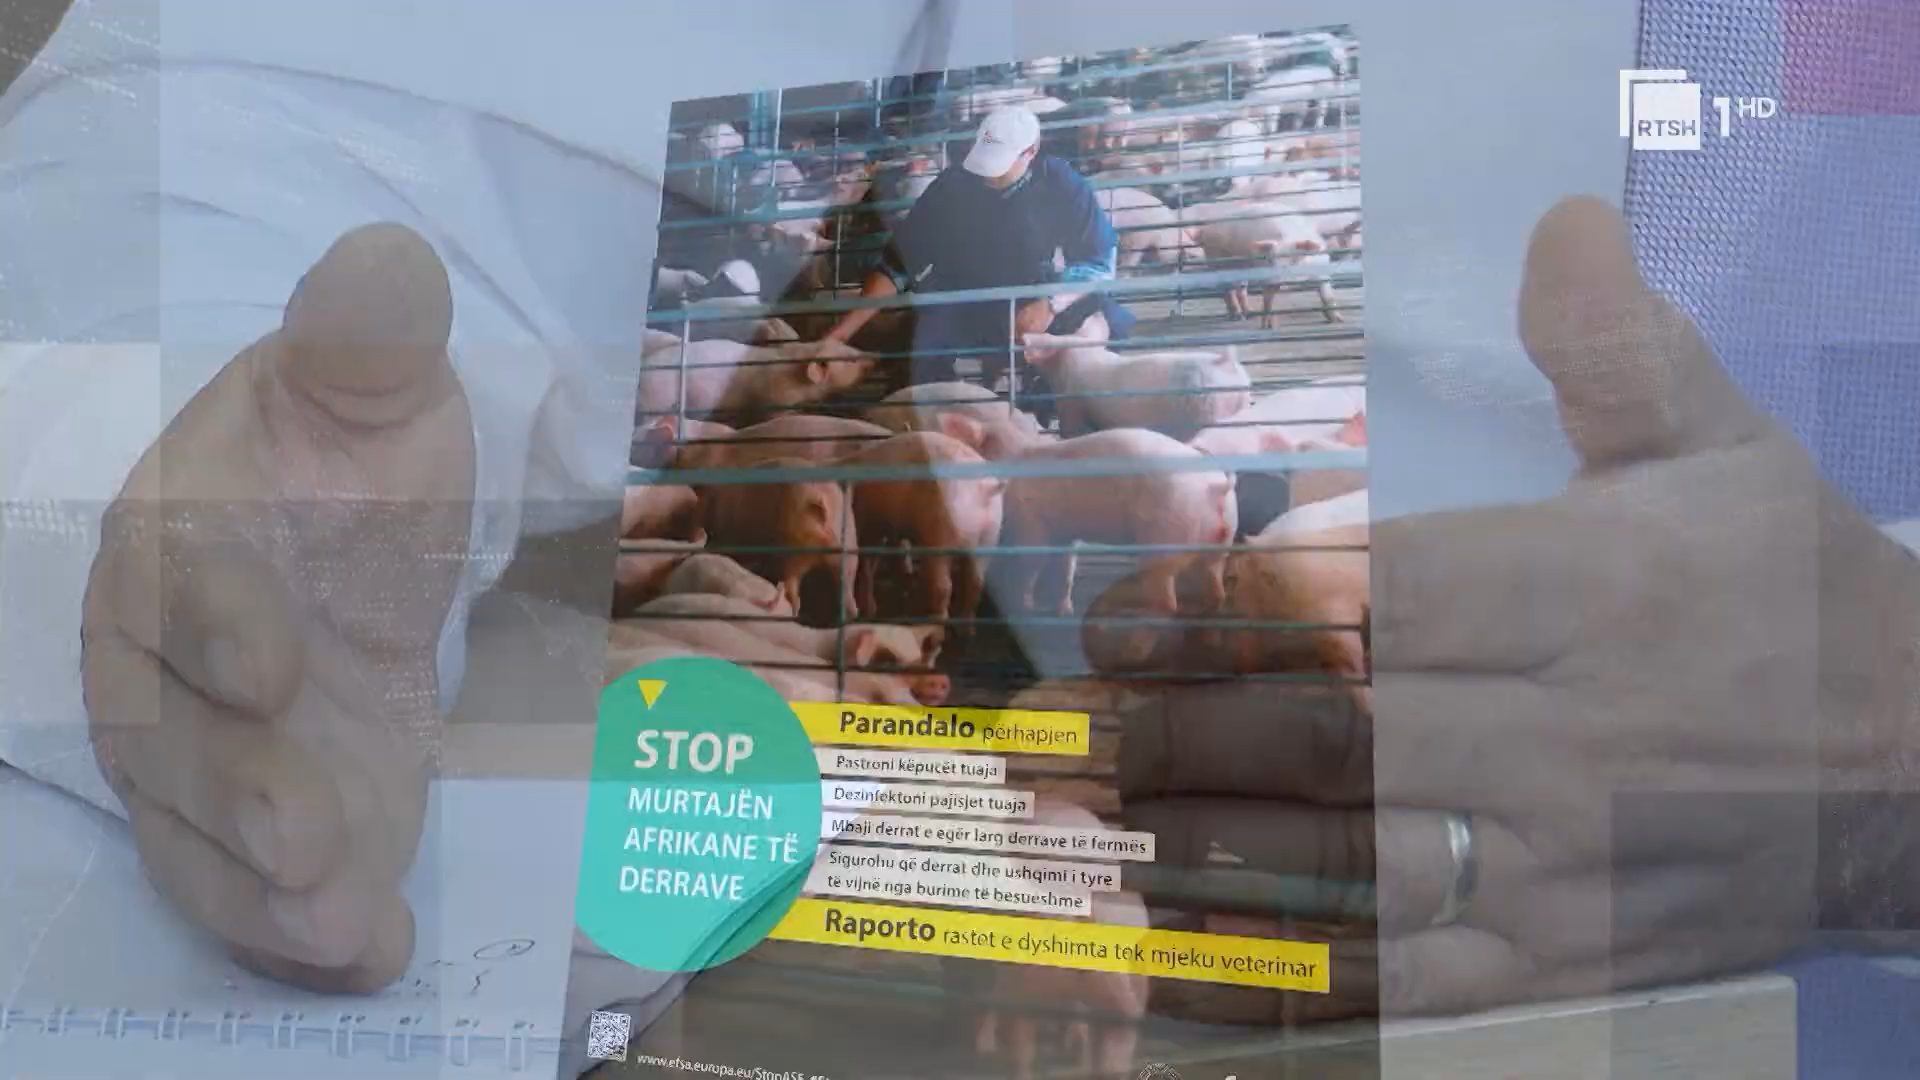 RTSH 1 HD
Parandalo përhapjen
STOP
MURTAJËN
AFRIKANE TË
DERRAVE
Pastroni këpucët tuaja
Dezinfektoni pajisjet tuaja
Mbaji derrat e egër larg derrave të fermës
Sigurohu që derrat dhe ushqimi i tyre
të vijnë nga burime të besueshme
Raporto rastet e dyshimta tek mjeku veterinar
www.efsa.europa.eu/StopASF